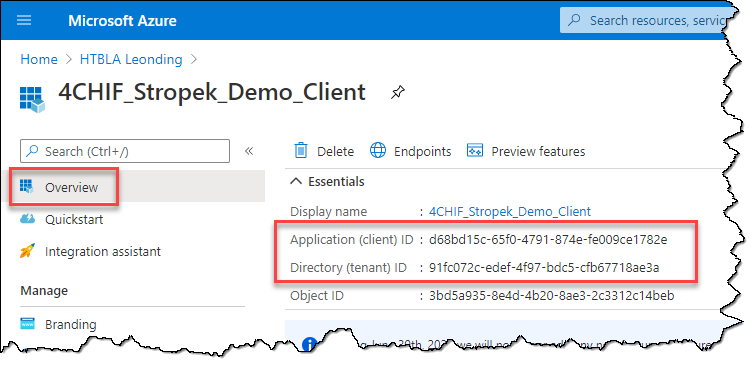 Microsoft Azure
Search resources, servic
Home > HTBLA Leonding >
4CHIF_Stropek_Demo_Client
Search (Ctrl+/)
«
Delete
Endpoints
Preview features
Overview
Quickstart
Integration assistant
Manage
Branding
Essentials
Display name : 4CHIF_Stropek_Demo_Client
Application (client) ID : d68bd15c-65f0-4791-874e-fe009ce1782e
Directory (tenant) ID : 91fc072c-edef-4f97-bdc5-cfb67718ae3a
Object ID : 3bd5a935-8e4d-4b20-8ae3-2c3312c14beb